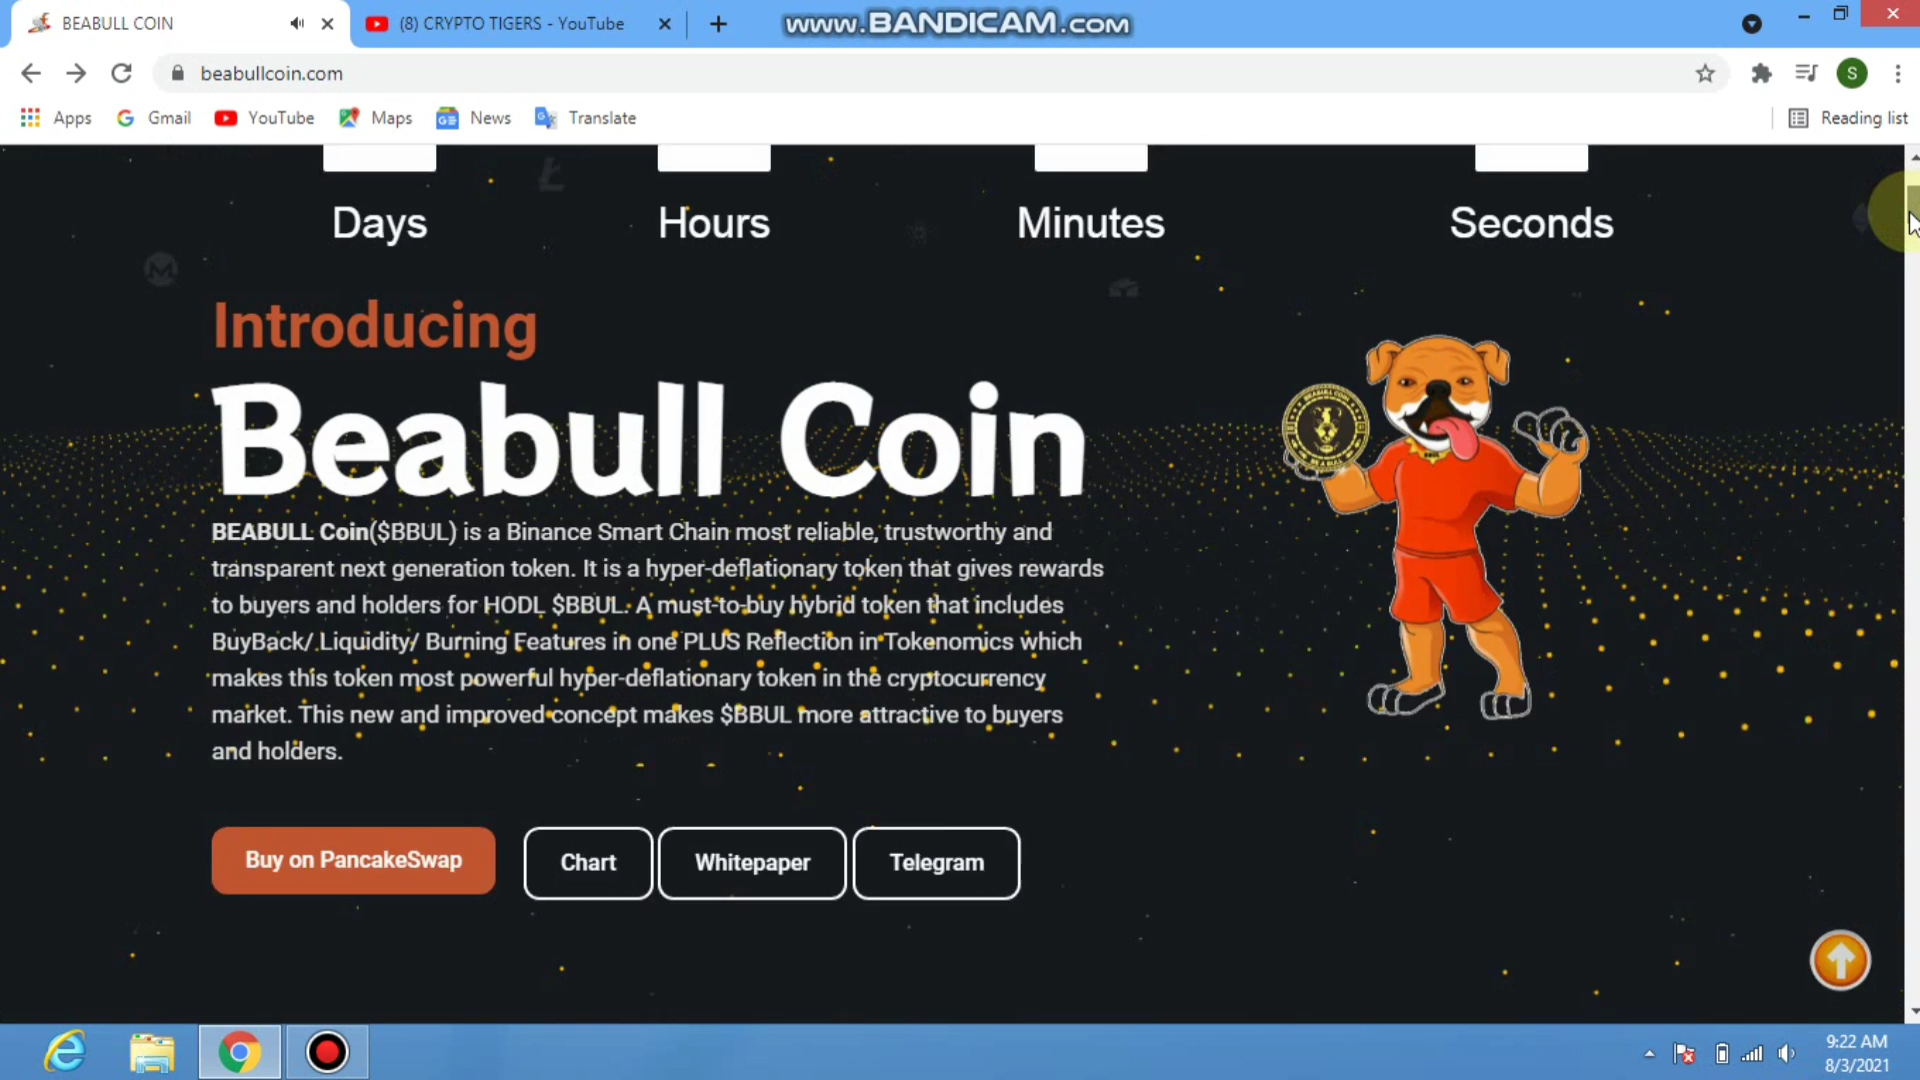 BEABULL COIN
(8) CRYPTO TIGERS - YouTube
www.BANDICAM.com
beabullcoin.com
S
Apps
Gmail
YouTube
Maps
News
Translate
Reading list
Days
Hours
Minutes
Seconds
Introducing
Beabull Coin
BEABULL Coin($BBUL) is a Binance Smart Chain most reliable, trustworthy and
transparent next generation token. It is a hyper-deflationary token that gives rewards
to buyers and holders for HODL $BBUL. A must-to-buy hybrid token that includes
BuyBack/ Liquidity/ Burning Features in one PLUS Reflection in Tokenomics which
makes this token most powerful hyper-deflationary token in the cryptocurrency
market. This new and improved concept makes $BBUL more attractive to buyers
and holders.
Buy on PancakeSwap
Chart
Whitepaper
Telegram
9:22 AM
8/3/2021